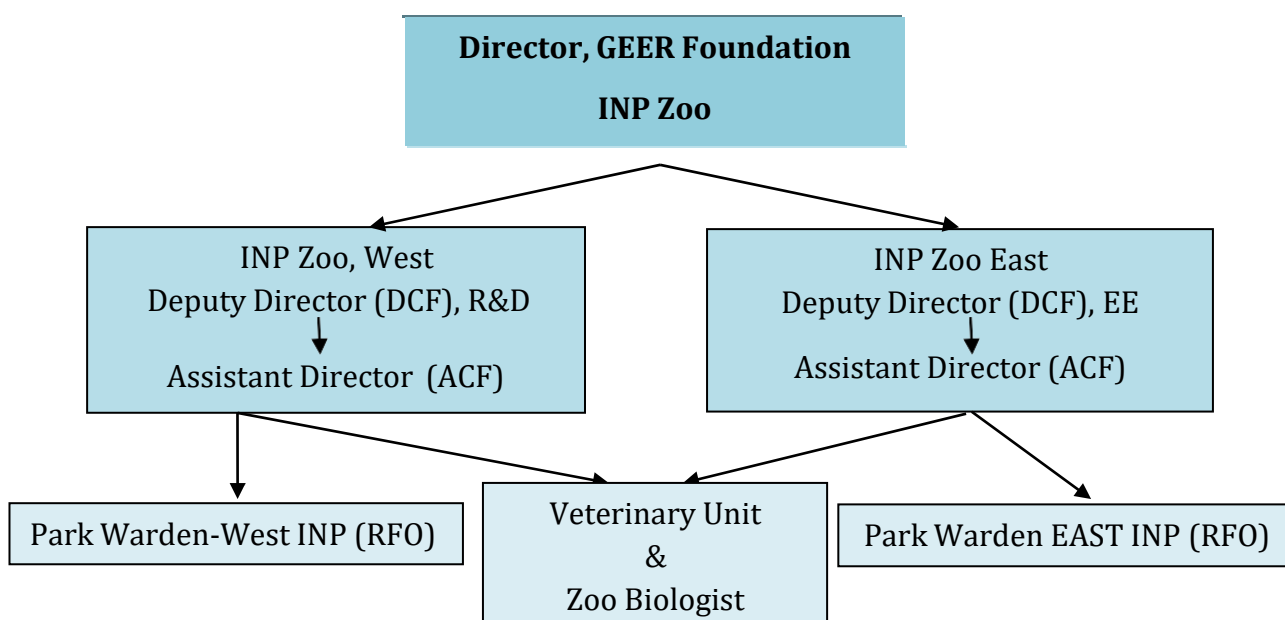 Director, GEER Foundation
INP Zoo
INP Zoo, West
Deputy Director (DCF), R&D
Assistant Director (ACF)
INP Zoo East
Deputy Director (DCF), EE
Assistant Director (ACF)
Park Warden-West INP (RFO)
Veterinary Unit
&
Zoo Biologist
Park Warden EAST INP (RFO)